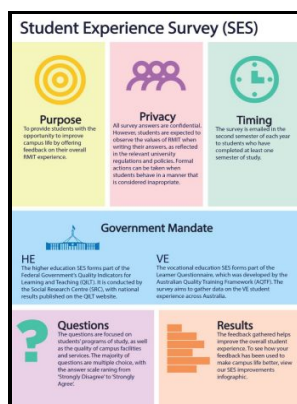 Student Experience Survey (SES)
Purpose
To provide students with the
opportunity to improve
campus life by offering
feedback on their overall
RMIT experience.
Privacy
All survey answers are confidential.
However, students are expected to
observe the values of RMIT when
writing their answers, as reflected
in the relevant university
regulations and policies. Formal
actions can be taken when
students behave in a manner that
is considered Inappropriate.
Timing
The survey is emailed in the
second semester of each year
to students who have
completed at least one
semester of study.
Government Mandate
HE
The higher education SES forms part of the
Federal Government's Quality Indicators for
Learning and Teaching (QILT). It is conducted by
the Social Research Centre (SRC), with national
results published on the QILT website.
VE
The vocational education SES forms part of the
Learner Questionnaire, which was developed by the
Australian Quality Training Framework (AQTF). The
survey aims to gather data on the VE student
experience across Australia.
Questions
The questions are focused on
students' programs of study, as well
as the quality of campus facilities
and services. The majority of
questions are multiple choice, with
the answer scale ranging from
'Strongly Disagree' to 'Strongly
Agree'.
Results
The feedback gathered helps
improve the overall student
experience. To see how your
feedback has been used to
make campus life better, view
our SES improvements
infographic.